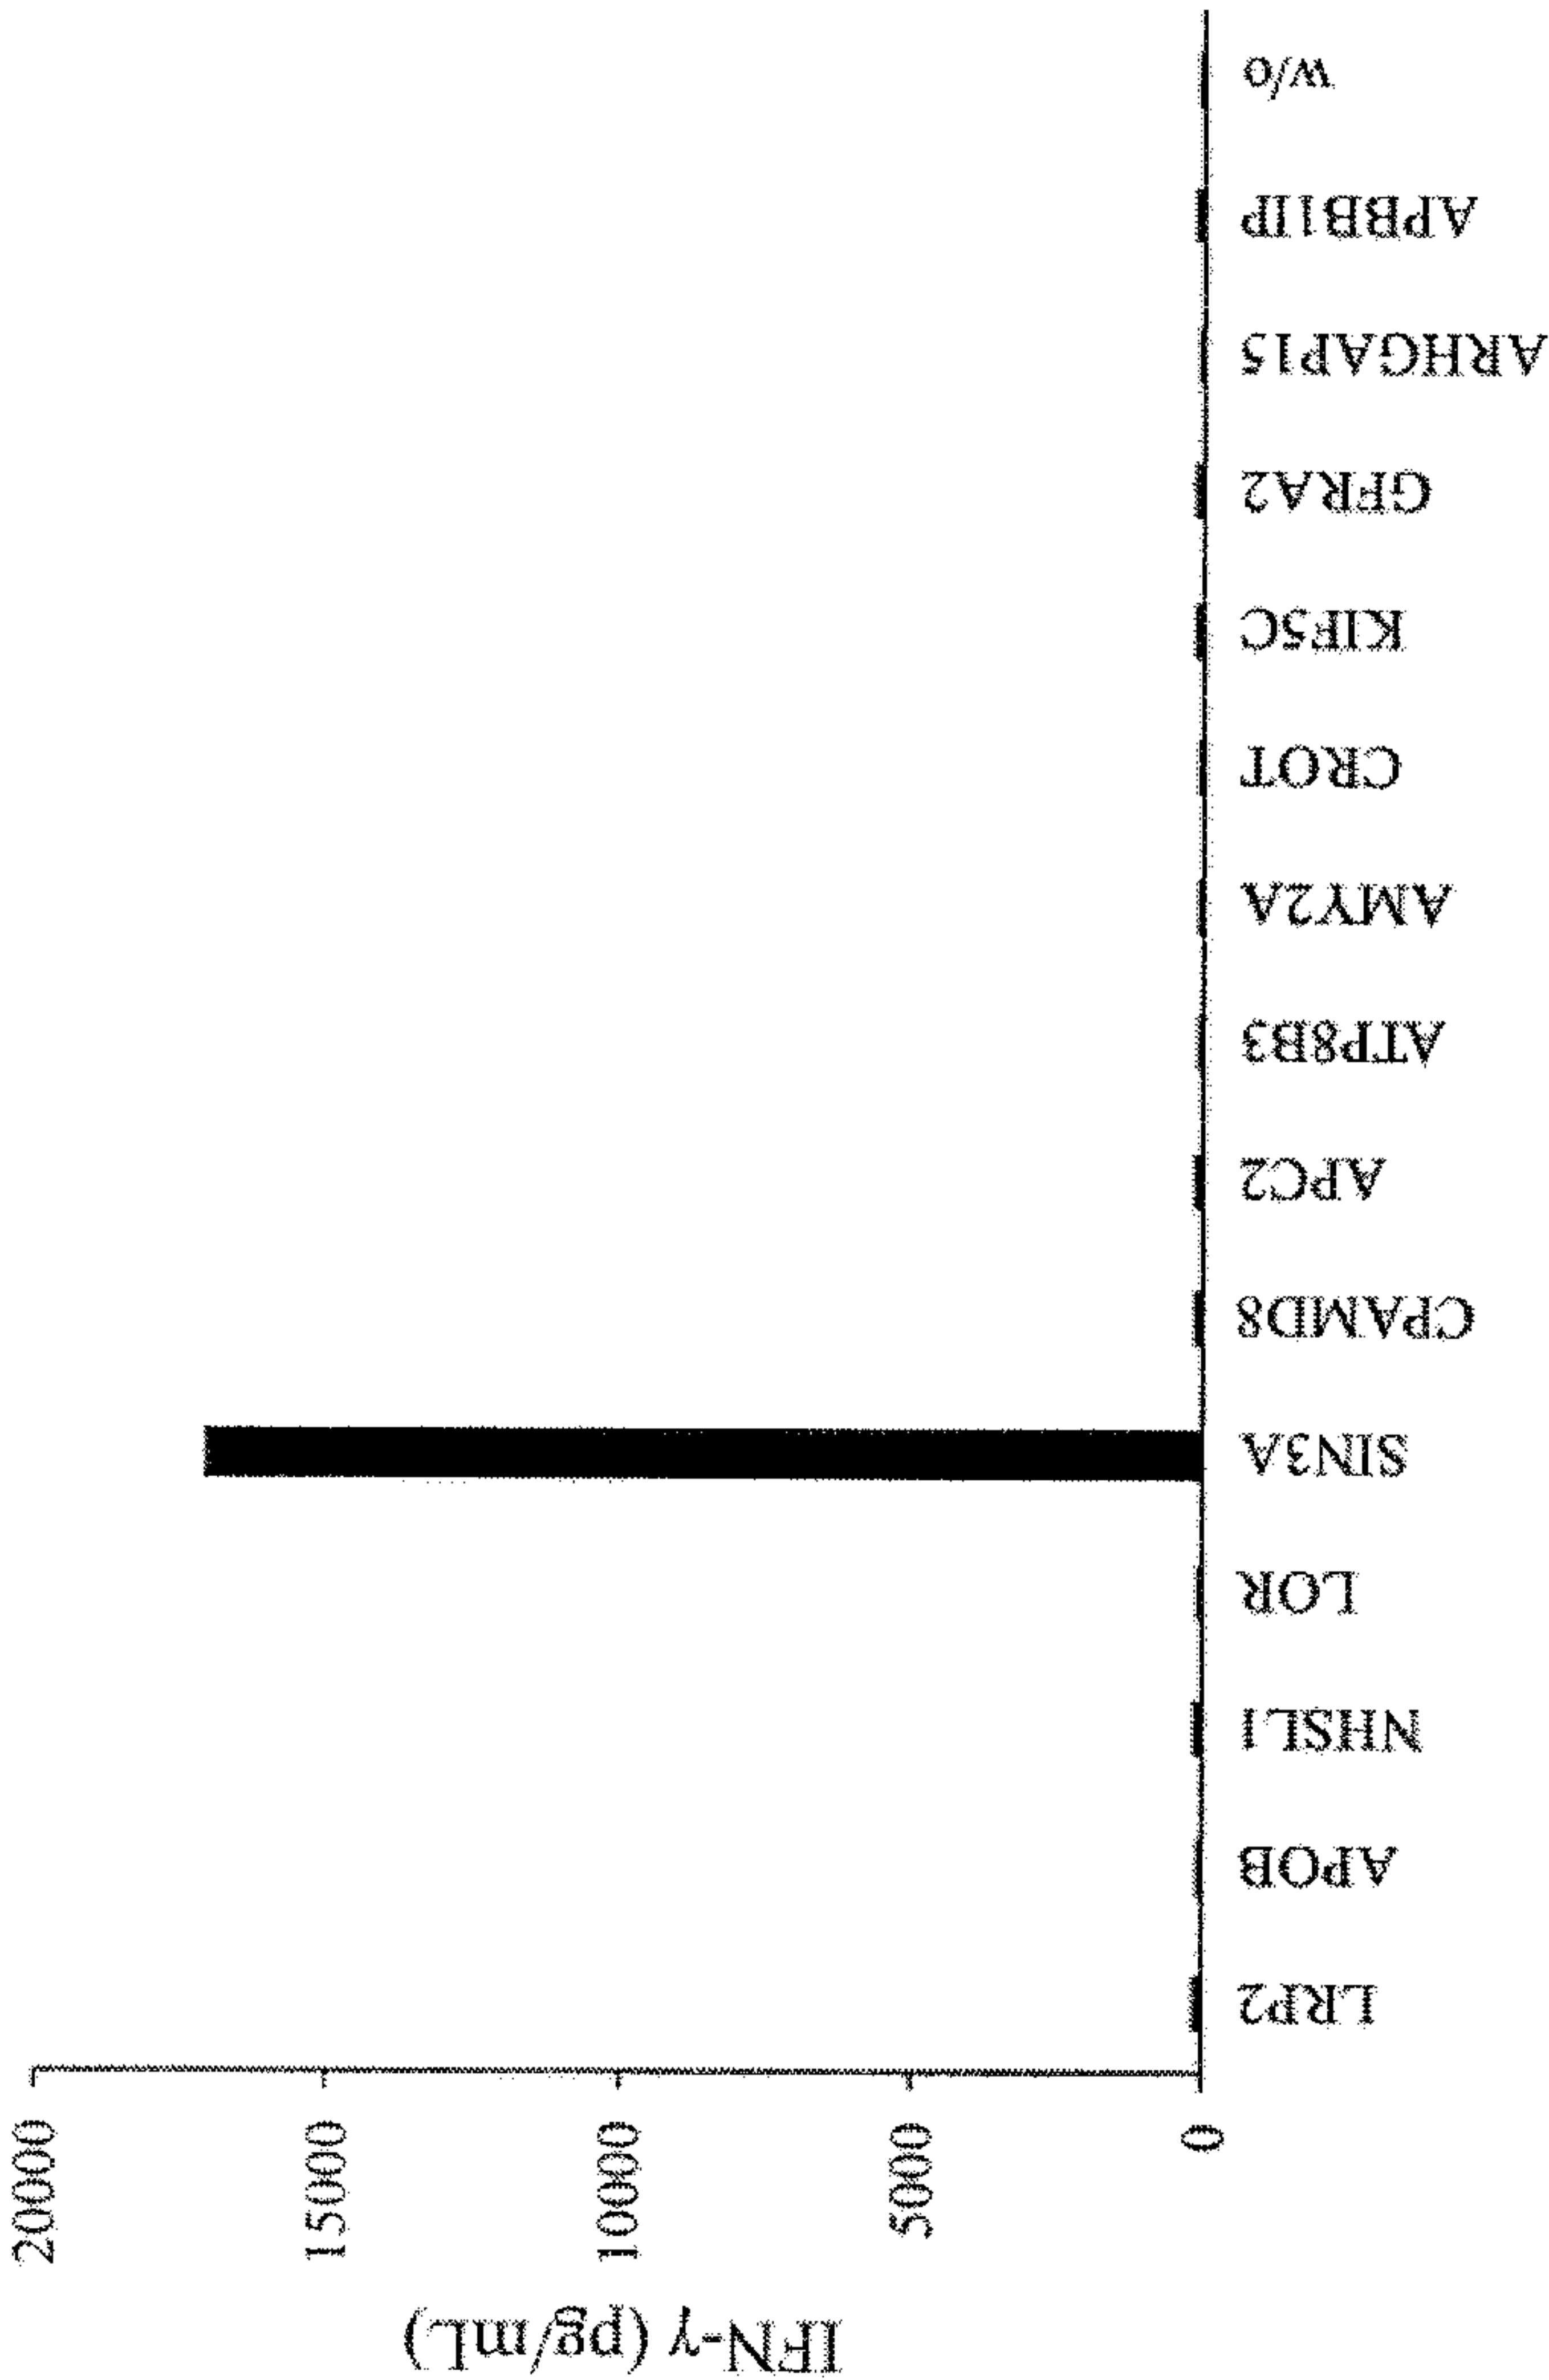 IFN-γ (pg/mL)
20000
15000
10000
5000
0
LRP2
APOB
NHSL1
LOR
SIN3A
CPAMD8
APC2
ATP8B3
AMY2A
CROT
KIF5C
GFRA2
ARHGAP15
APBB1IP
w/o